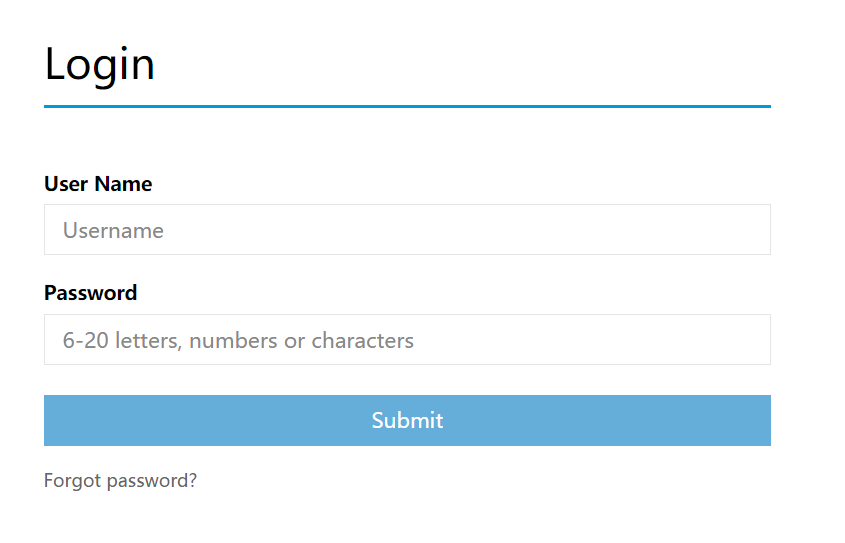 Login
User Name
Username
Password
6-20 letters, numbers or characters
Submit
Forgot password?